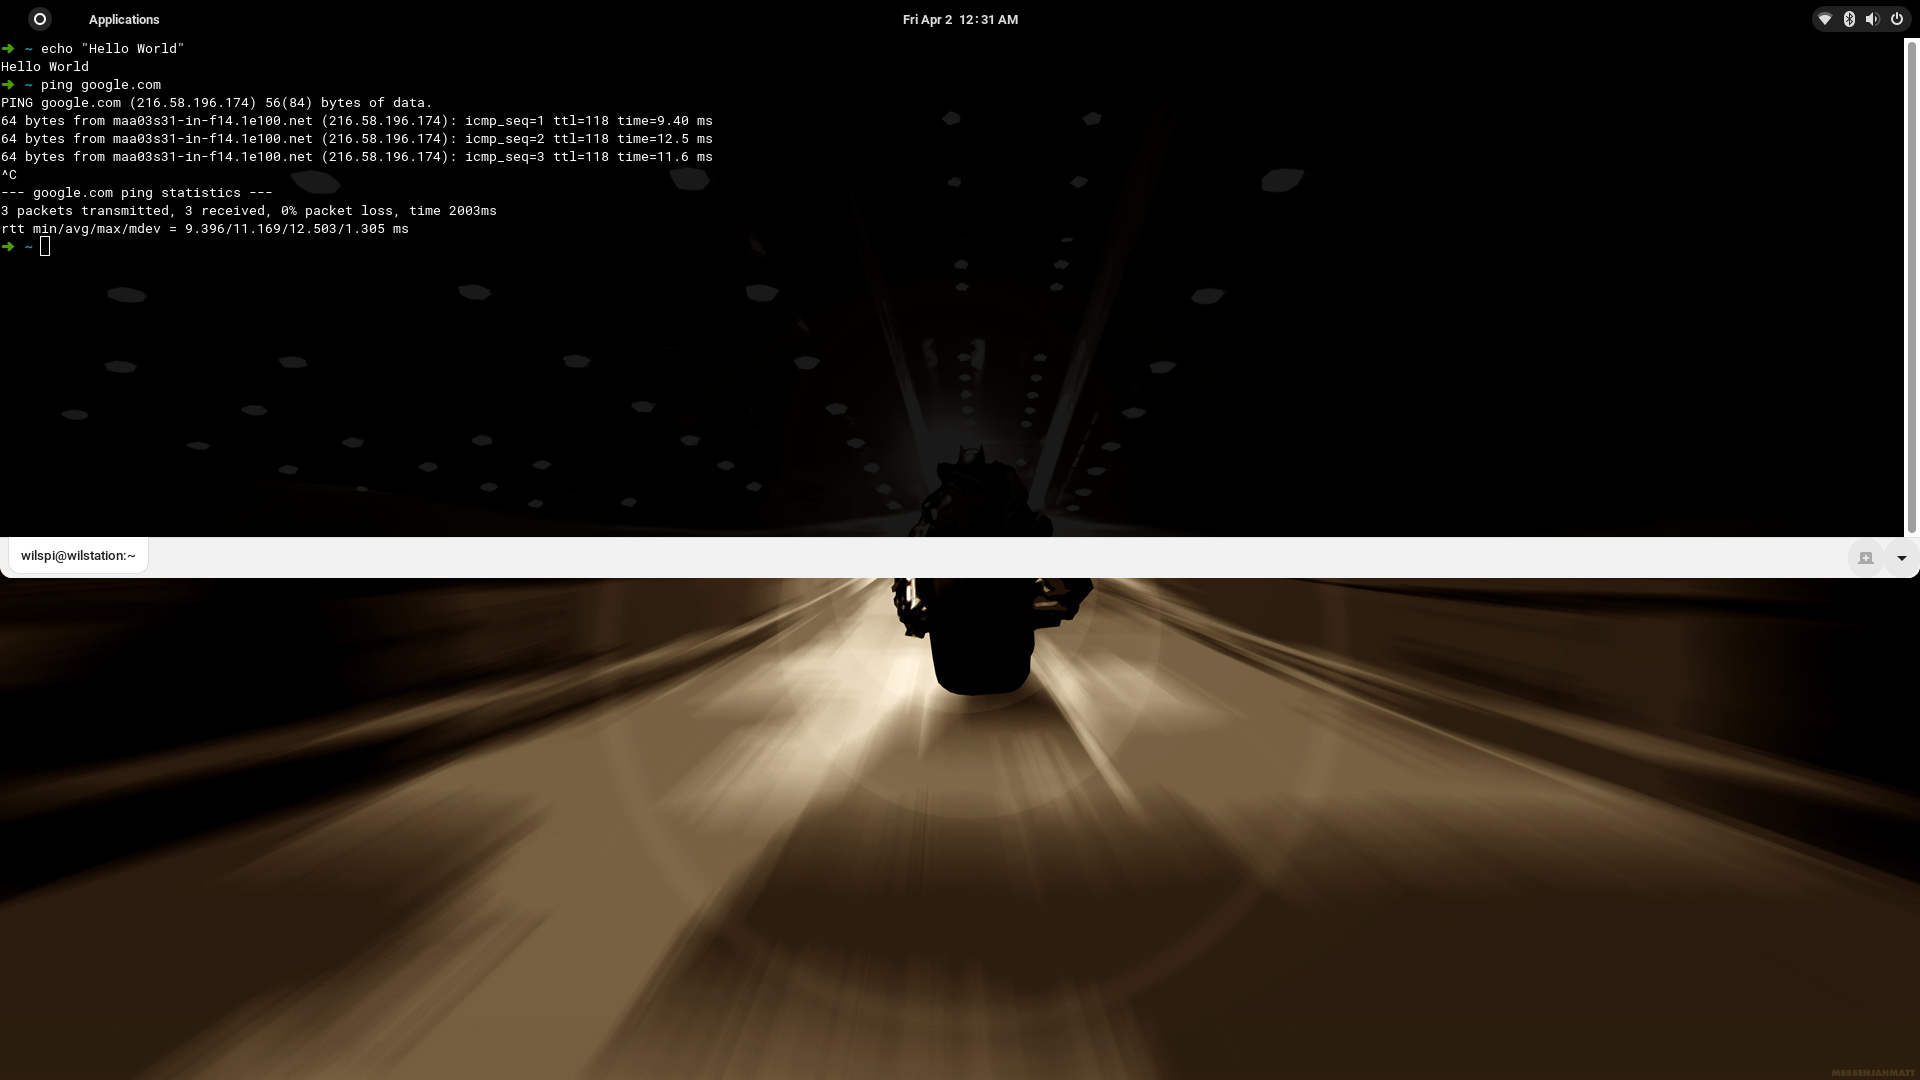 Applications
Fri Apr 2 12:31 AM
➜ ~ echo "Hello World"
Hello World
➜ ~ ping google.com
PING google.com (216.58.196.174) 56(84) bytes of data.
64 bytes from maa03s31-in-f14.1e100.net (216.58.196.174): icmp_seq=1 ttl=118 time=9.40 ms
64 bytes from maa03s31-in-f14.1e100.net (216.58.196.174): icmp_seq=2 ttl=118 time=12.5 ms
64 bytes from maa03s31-in-f14.1e100.net (216.58.196.174): icmp_seq=3 ttl=118 time=11.6 ms
^C
--- google.com ping statistics ---
3 packets transmitted, 3 received, 0% packet loss, time 2003ms
rtt min/avg/max/mdev = 9.396/11.169/12.503/1.305 ms
➜ ~
wilspi@wilstation:~
MESSENJAHMATT